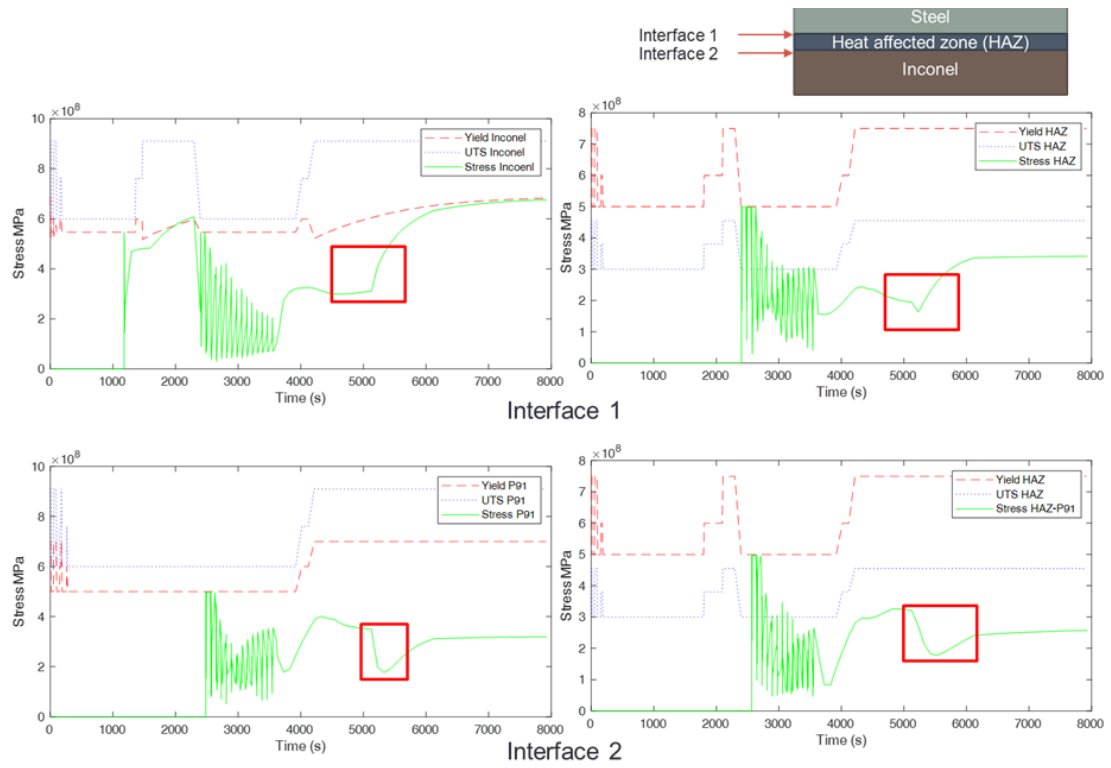 Steel
Interface 1
Heat affected zone (HAZ)
Interface 2
Inconel
×10⁸
10
8
6
4
2
0
Stress MPa
Yield Inconel
UTS Inconel
Stress Incoenl
0 1000 2000 3000 4000 5000 6000 7000 8000
Time (s)
×10⁸
8
7
6
5
4
3
2
1
0
Stress MPa
Yield HAZ
UTS HAZ
Stress HAZ
0 1000 2000 3000 4000 5000 6000 7000 8000
Time (s)
Interface 1
×10⁸
10
8
6
4
2
0
Stress MPa
Yield P91
UTS P91
Stress P91
0 1000 2000 3000 4000 5000 6000 7000 8000
Time (s)
×10⁸
8
7
6
5
4
3
2
1
0
Stress MPa
Yield HAZ
UTS HAZ
Stress HAZ-P91
0 1000 2000 3000 4000 5000 6000 7000 8000
Time (s)
Interface 2